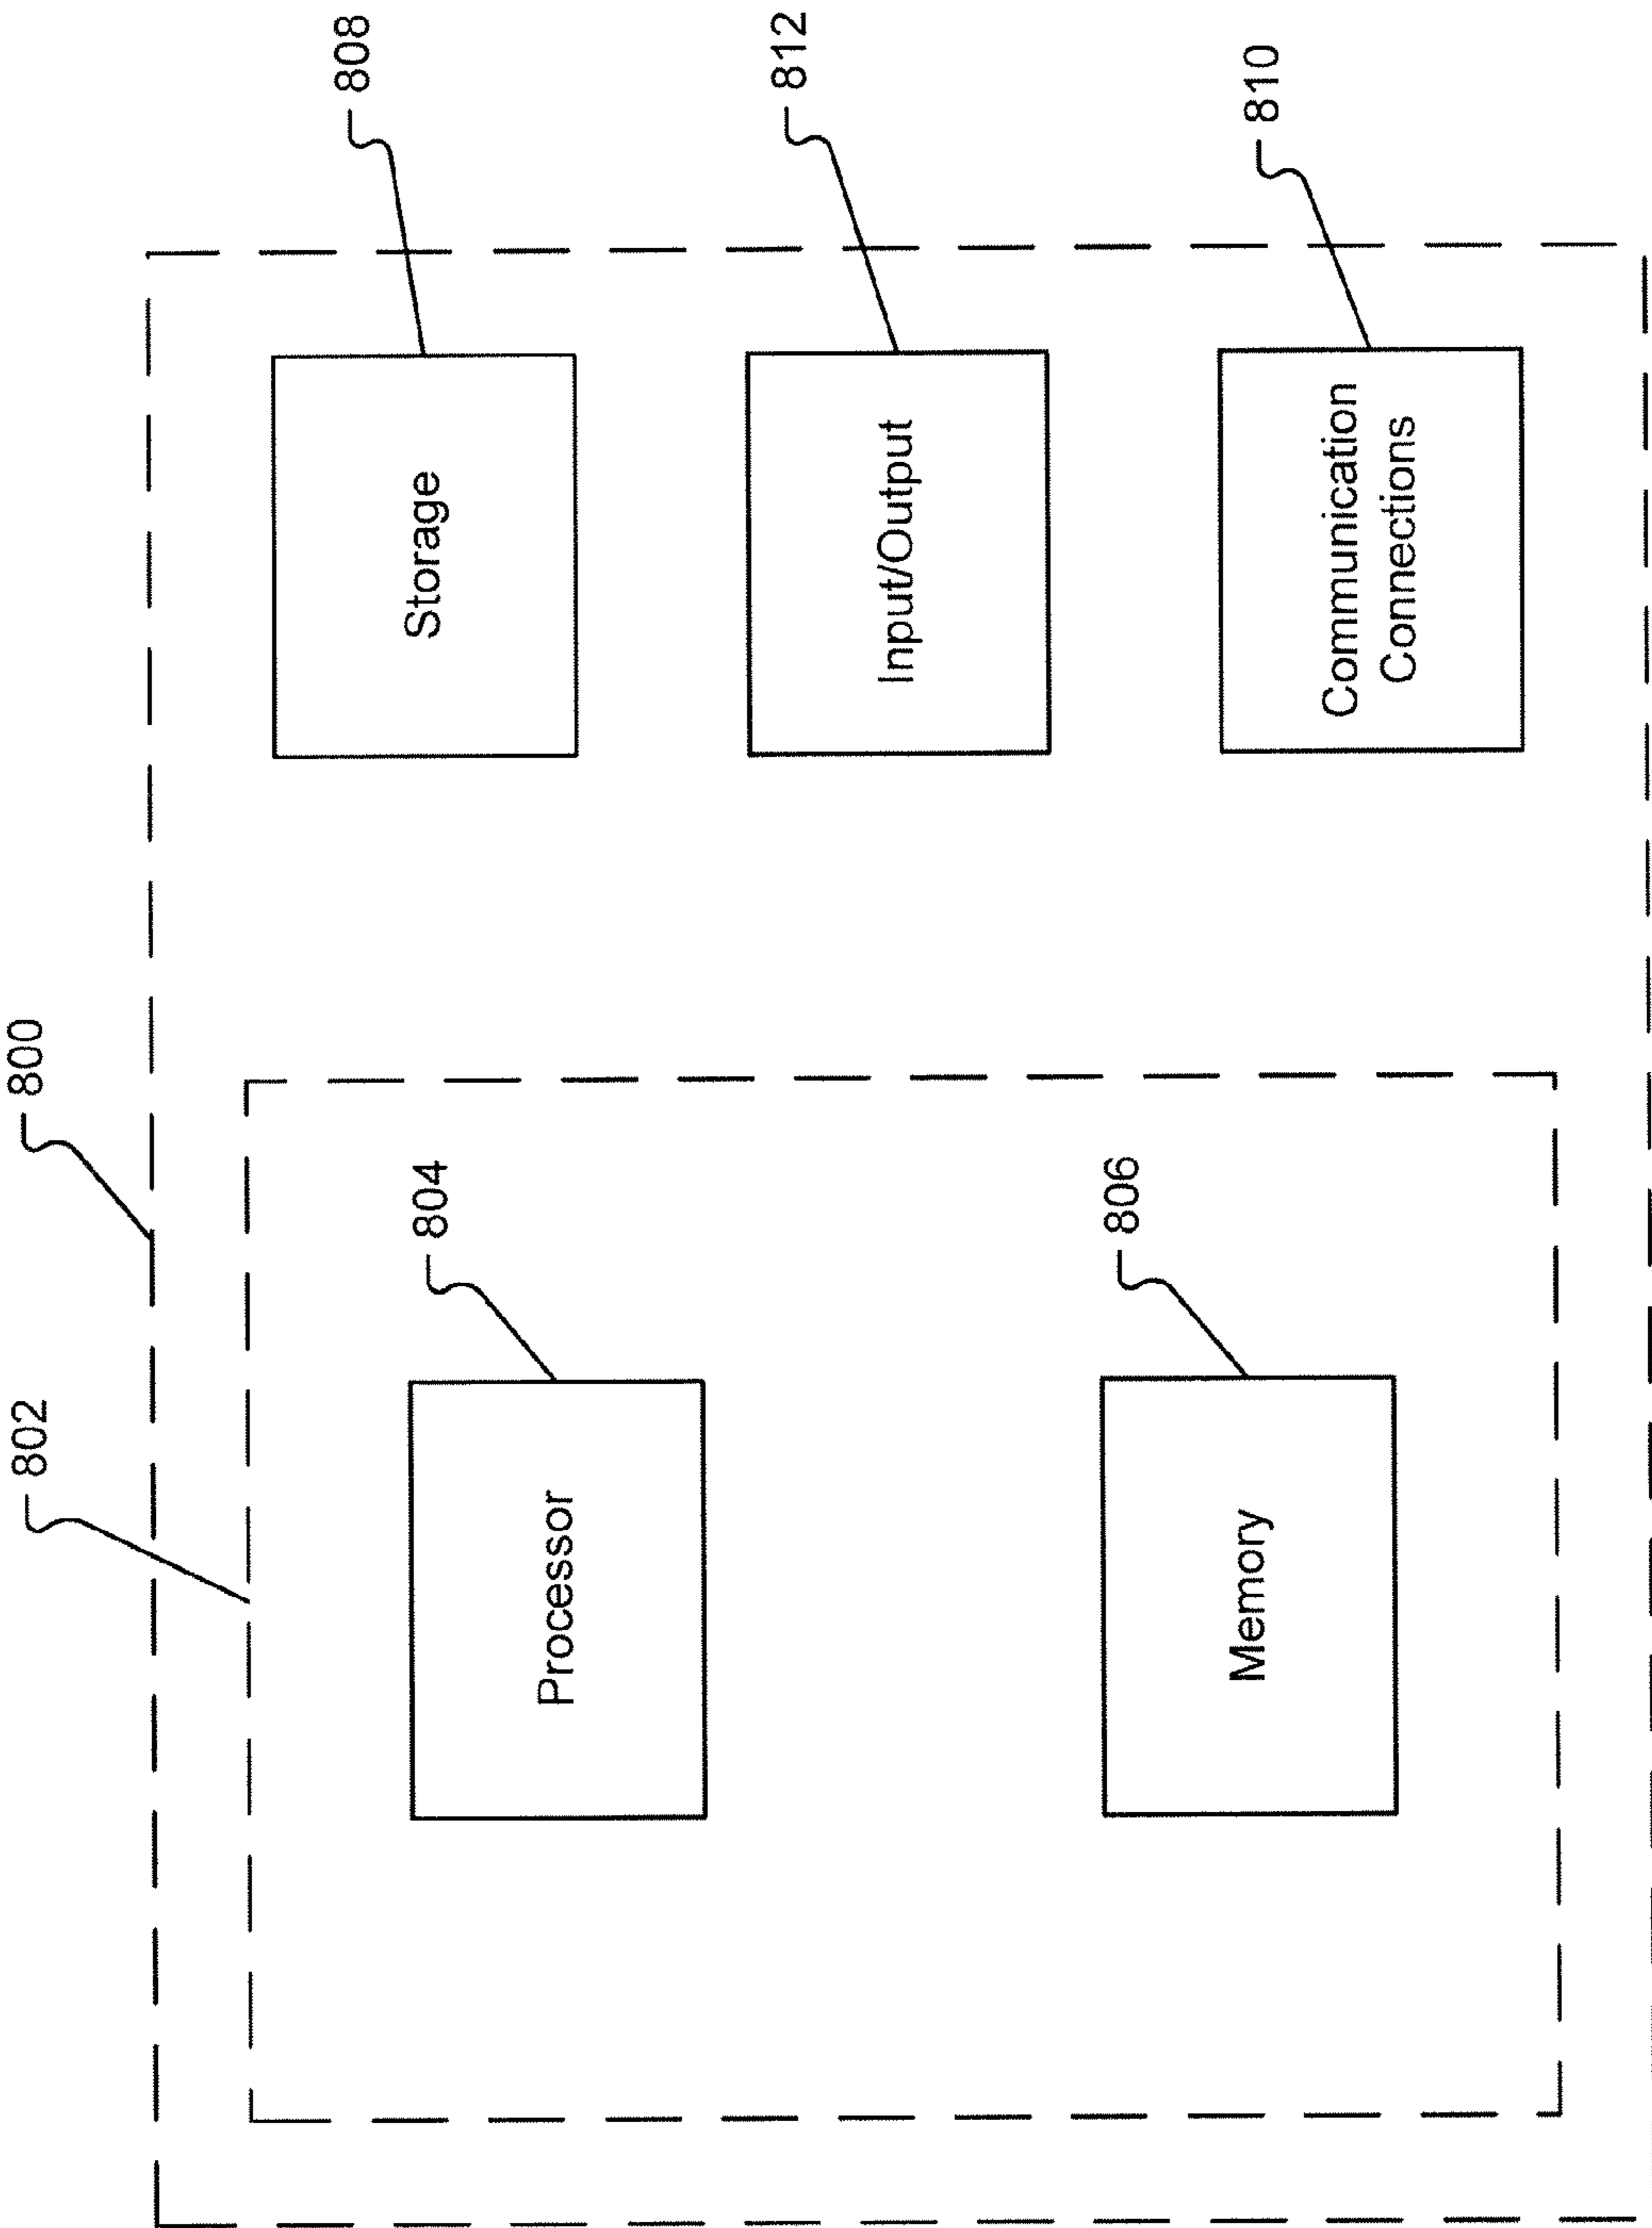 800
802
804
Processor
806
Memory
808
Storage
812
Input/Output
810
Communication
Connections